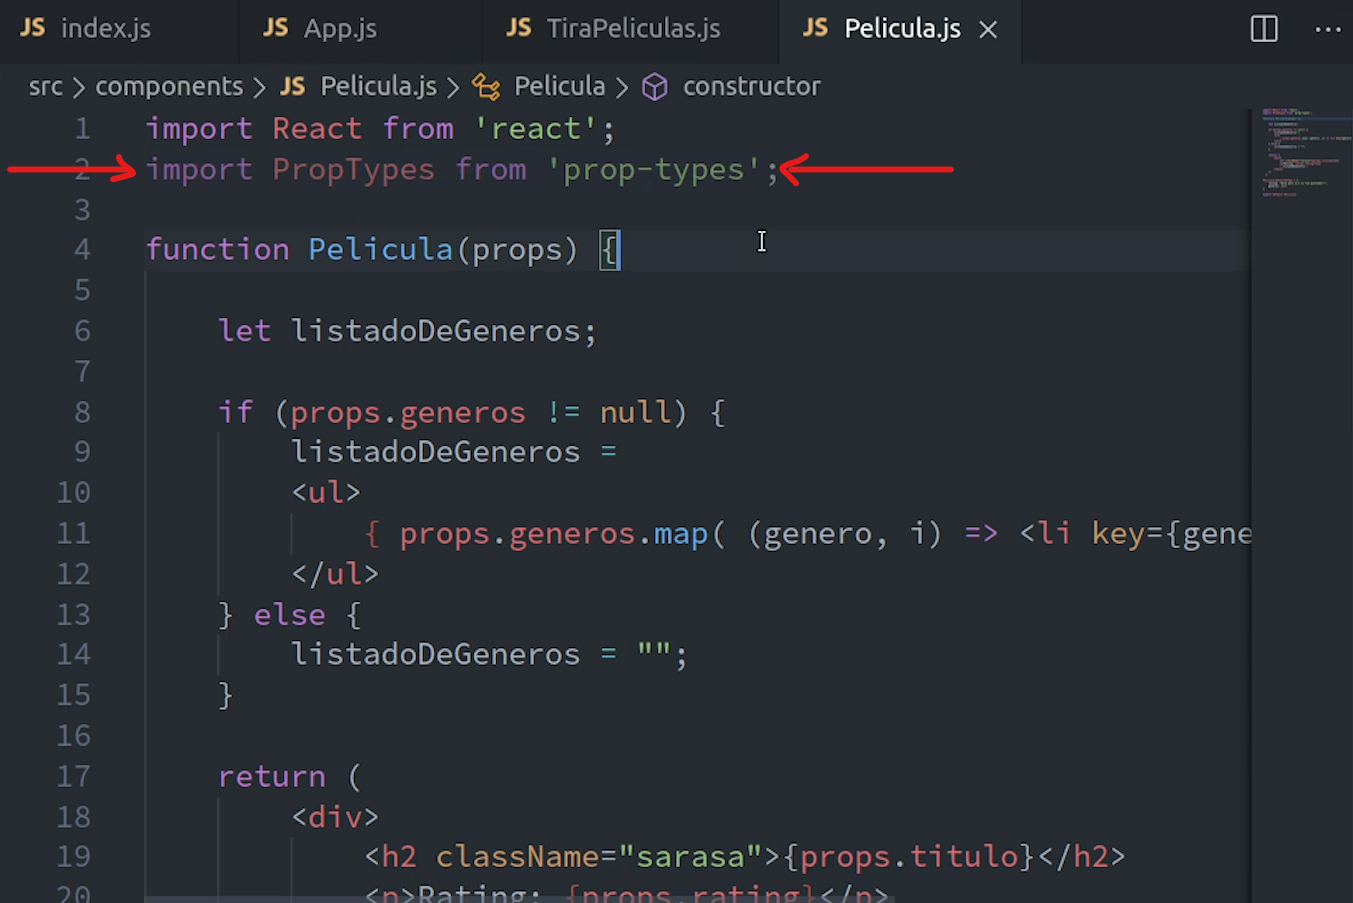 JS index.js JS App.js JS TiraPeliculas.js JS Pelicula.js
src > components > JS Pelicula.js > Pelicula > constructor
1 import React from 'react';
2 import PropTypes from 'prop-types';
3
4 function Pelicula(props) {
5
6 let listadoDeGeneros;
7
8 if (props.generos != null) {
9 listadoDeGeneros =
10 <ul>
11 { props.generos.map( (genero, i) => <li key={gene
12 </ul>
13 } else {
14 listadoDeGeneros = "";
15 }
16
17 return (
18 <div>
19 <h2 className="sarasa">{props.titulo}</h2>
20 <p>Rating: {props.rating}</p>